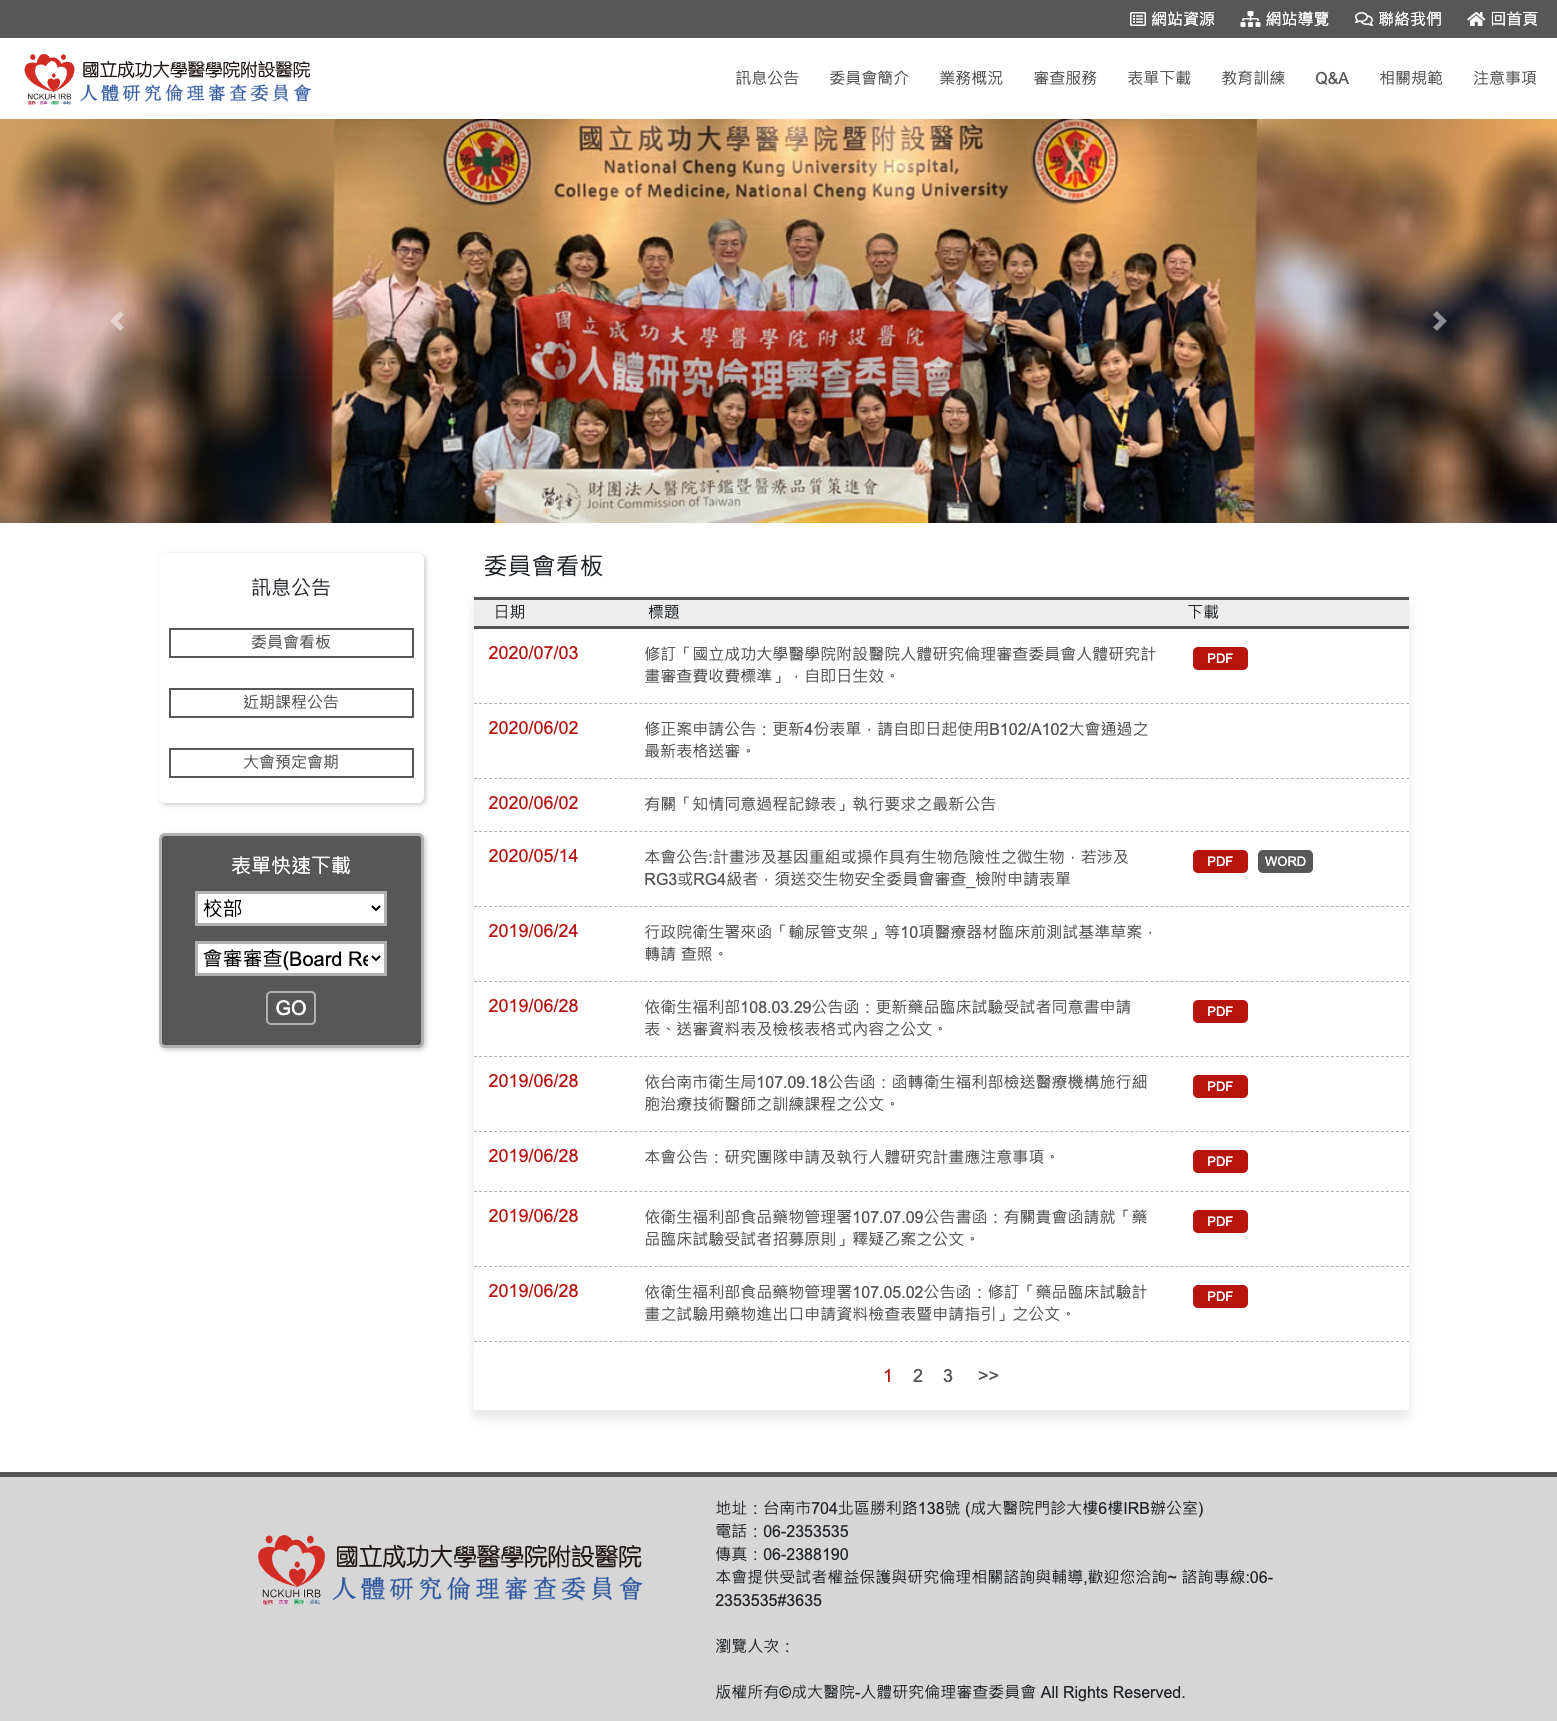 網站資源 網站導覽 聯絡我們 回首頁
國立成功大學醫學院附設醫院
人體研究倫理審查委員會
NCKUH IRB
訊息公告 委員會簡介 業務概況 審查服務 表單下載 教育訓練 Q&A 相關規範 注意事項
國立成功大學醫學院暨附設醫院
National Cheng Kung University Hospital,
College of Medicine, National Cheng Kung University
國立成功大學醫學院附設醫院
人體研究倫理審查委員會
財團法人醫院評鑑暨醫療品質策進會
Joint Commission of Taiwan
訊息公告
委員會看板
近期課程公告
大會預定會期
表單快速下載
校部
會審審查(Board Re
GO
委員會看板
日期 標題 下載
2020/07/03 修訂「國立成功大學醫學院附設醫院人體研究倫理審查委員會人體研究計 PDF
畫審查費收費標準」，自即日生效。
2020/06/02 修正案申請公告：更新4份表單，請自即日起使用B102/A102大會通過之
最新表格送審。
2020/06/02 有關「知情同意過程記錄表」執行要求之最新公告
2020/05/14 本會公告:計畫涉及基因重組或操作具有生物危險性之微生物，若涉及 PDF WORD
RG3或RG4級者，須送交生物安全委員會審查_檢附申請表單
2019/06/24 行政院衛生署來函「輸尿管支架」等10項醫療器材臨床前測試基準草案，
轉請 查照。
2019/06/28 依衛生福利部108.03.29公告函：更新藥品臨床試驗受試者同意書申請 PDF
表、送審資料表及檢核表格式內容之公文。
2019/06/28 依台南市衛生局107.09.18公告函：函轉衛生福利部檢送醫療機構施行細 PDF
胞治療技術醫師之訓練課程之公文。
2019/06/28 本會公告：研究團隊申請及執行人體研究計畫應注意事項。 PDF
2019/06/28 依衛生福利部食品藥物管理署107.07.09公告書函：有關貴會函請就「藥 PDF
品臨床試驗受試者招募原則」釋疑乙案之公文。
2019/06/28 依衛生福利部食品藥物管理署107.05.02公告函：修訂「藥品臨床試驗計 PDF
畫之試驗用藥物進出口申請資料檢查表暨申請指引」之公文。
1 2 3 >>
國立成功大學醫學院附設醫院
人體研究倫理審查委員會
NCKUH IRB
地址：台南市704北區勝利路138號 (成大醫院門診大樓6樓IRB辦公室)
電話：06-2353535
傳真：06-2388190
本會提供受試者權益保護與研究倫理相關諮詢與輔導,歡迎您洽詢~ 諮詢專線:06-
2353535#3635
瀏覽人次：
版權所有©成大醫院-人體研究倫理審查委員會 All Rights Reserved.